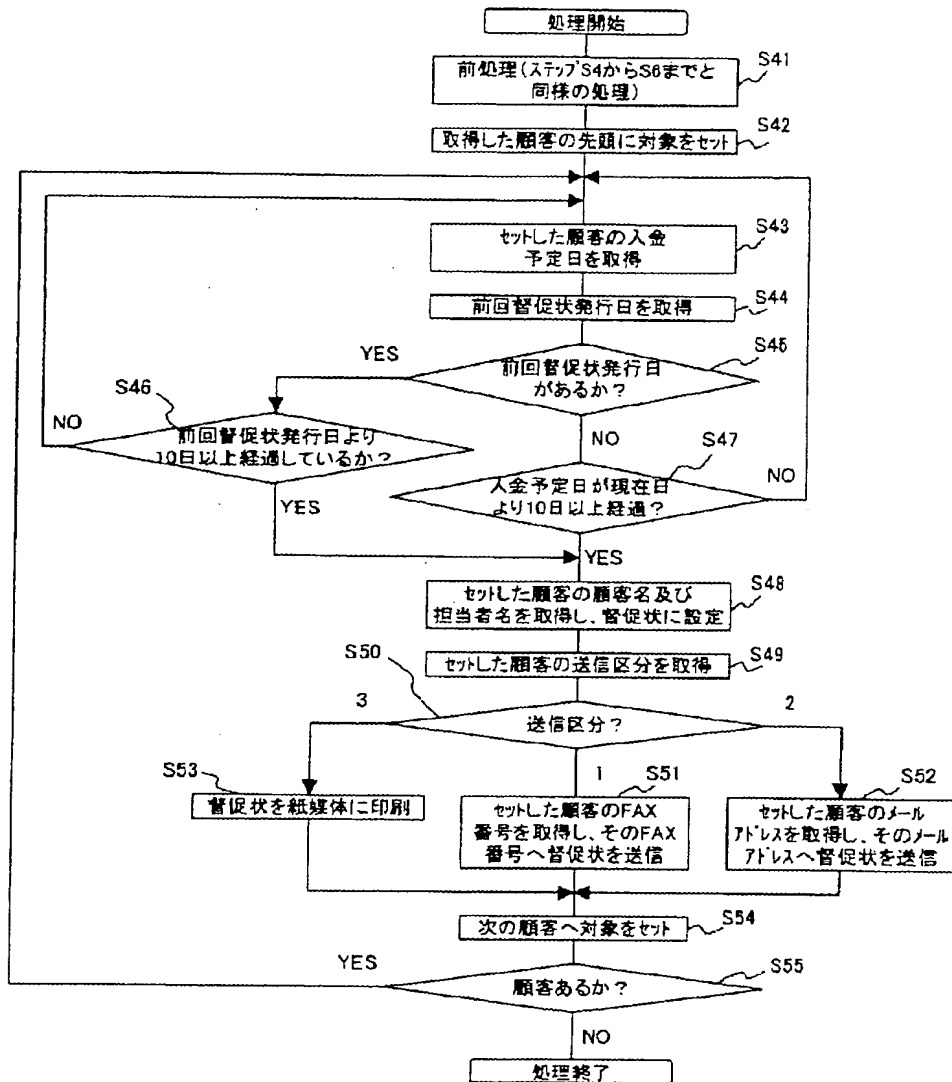 処理開始
S41
前処理(ステップS4からS6までと
同様の処理)
S42
取得した顧客の先頭に対象をセット
S43
セットした顧客の入金
予定日を取得
S44
前回督促状発行日を取得
S45
YES
前回督促状発行日
があるか?
S46
NO
前回督促状発行日より
10日以上経過しているか?
NO
S47
NO
入金予定日が現在日
より10日以上経過?
YES
YES
S48
セットした顧客の顧客名及び
担当者名を取得し、督促状に設定
S49
セットした顧客の送信区分を取得
S50
3
送信区分?
2
S53
督促状を紙媒体に印刷
1
S51
セットした顧客のFAX
番号を取得し、そのFAX
番号へ督促状を送信
S52
セットした顧客のメール
アドレスを取得し、そのメール
アドレスへ督促状を送信
S54
次の顧客へ対象をセット
YES
S55
顧客あるか?
NO
処理終了